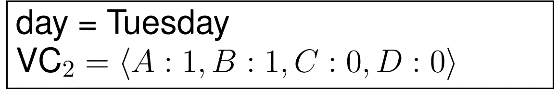 day = Tuesday
VC₂ = ⟨A : 1, B : 1, C : 0, D : 0⟩